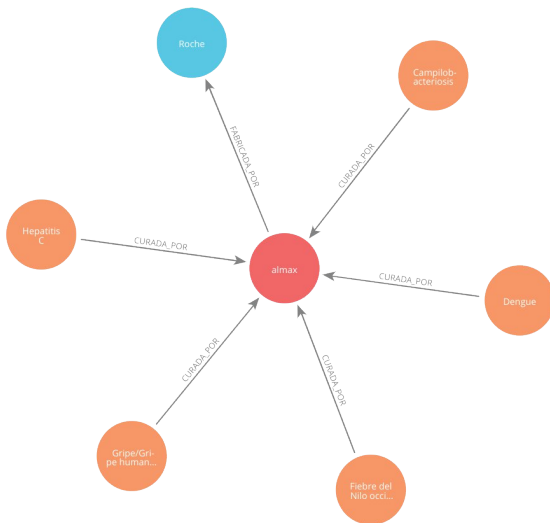 Roche
Campilob-
acteriosis
FABRICADA_POR
CURADA_POR
Hepatitis
C
CURADA_POR
almax
CURADA_POR
Dengue
CURADA_POR
CURADA_POR
Gripe/Gri-
pe human...
Fiebre del
Nilo occi...